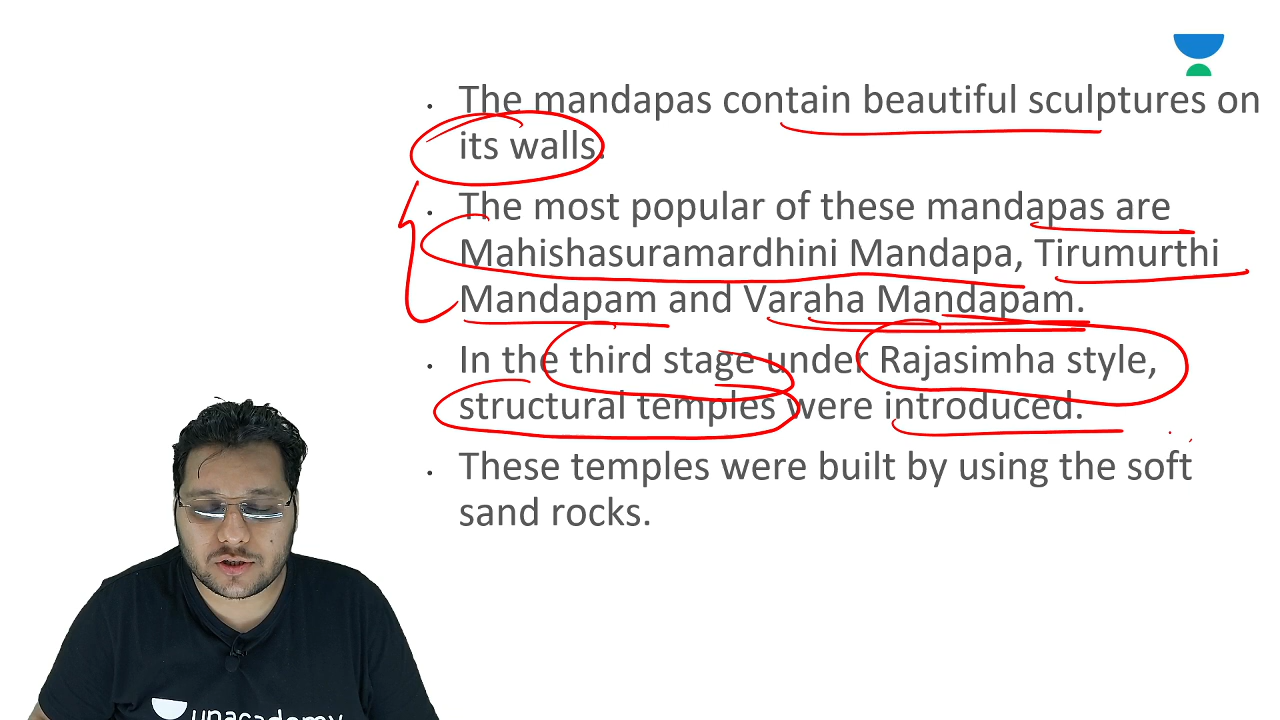 The mandapas contain beautiful sculptures on
its walls.
The most popular of these mandapas are
Mahishasuramardhini Mandapa, Tirumurthi
Mandapam and Varaha Mandapam.
In the third stage under Rajasimha style,
structural temples were introduced.
These temples were built by using the soft
sand rocks.
unacademy